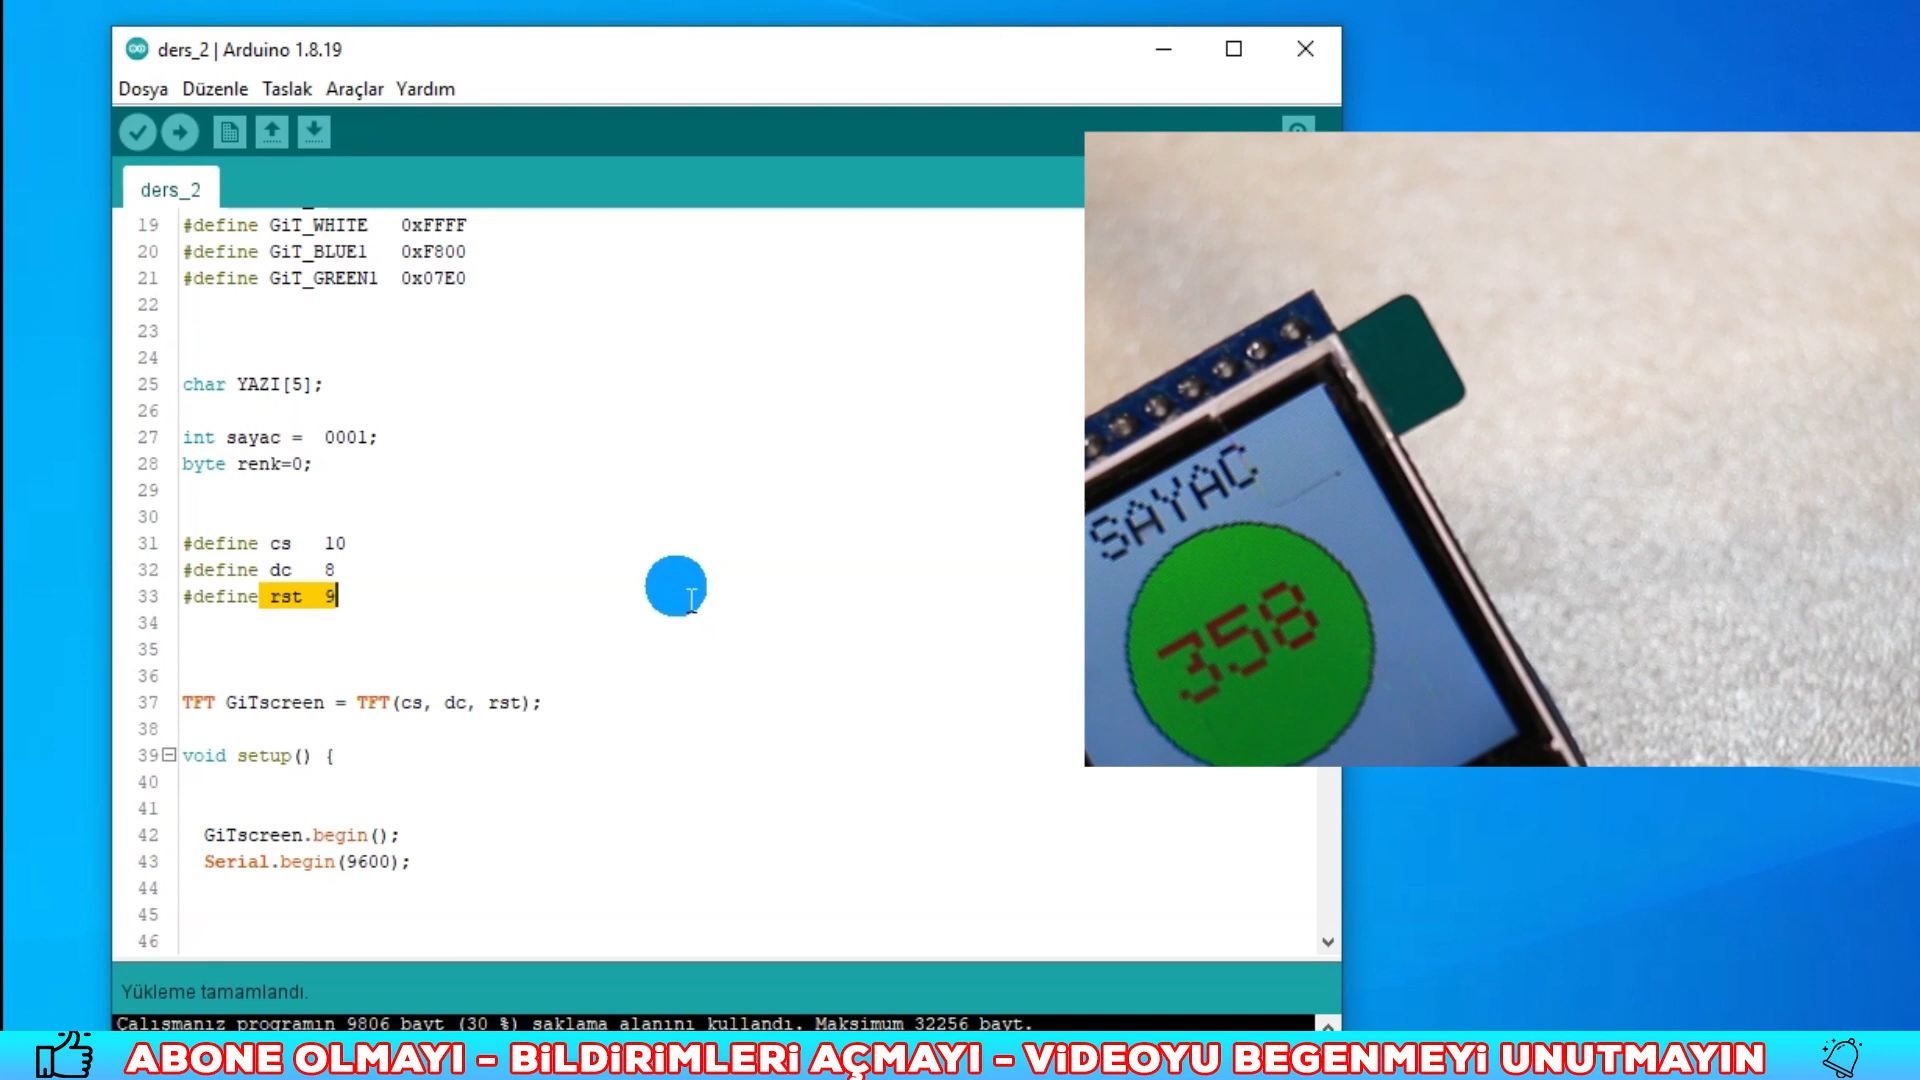 ders_2 | Arduino 1.8.19
Dosya Düzenle Taslak Araçlar Yardım
ders_2
19 #define GiT_WHITE 0xFFFF
20 #define GiT_BLUE1 0xF800
21 #define GiT_GREEN1 0x07E0
22
23
24
25 char YAZI[5];
26
27 int sayac = 0001;
28 byte renk=0;
29
30
31 #define cs 10
32 #define dc 8
33 #define rst 9
34
35
36
37 TFT GiTscreen = TFT(cs, dc, rst);
38
39 void setup() {
40
41
42 GiTscreen.begin();
43 Serial.begin(9600);
44
45
46
SAYAC
358
Yükleme tamamlandı.
Çalışmanız programın 9806 bayt (30 %) saklama alanını kullandı. Maksimum 32256 bayt.
ABONE OLMAYI - BiLDiRiMLERi AÇMAYI - ViDEOYU BEGENMEYi UNUTMAYIN